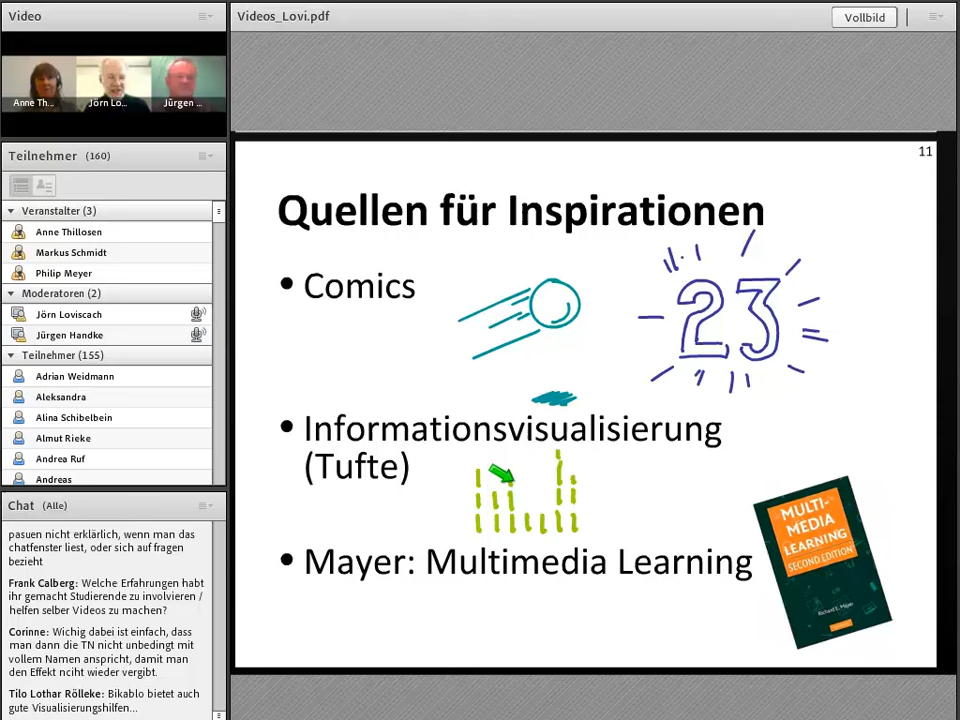 Video
Anne Th...
Jörn Lo...
Jürgen ...
Teilnehmer (160)
Veranstalter (3)
Anne Thillosen
Markus Schmidt
Philip Meyer
Moderatoren (2)
Jörn Loviscach
Jürgen Handke
Teilnehmer (155)
Adrian Weidmann
Aleksandra
Alina Schibelbein
Almut Rieke
Andrea Ruf
Andreas
Chat (Alle)
pasuen nicht erklärlich, wenn man das
chatfenster liest, oder sich auf fragen
bezieht
Frank Calberg: Welche Erfahrungen habt
ihr gemacht Studierende zu involvieren /
helfen selber Videos zu machen?
Corinne: Wichig dabei ist einfach, dass
man dann die TN nicht unbedingt mit
vollem Namen anspricht, damit man
den Effekt nciht wieder vergibt.
Tilo Lothar Rölleke: Bikablo bietet auch
gute Visualisierungshilfen...
Videos_Lovi.pdf
Vollbild
11
Quellen für Inspirationen
• Comics
23
• Informationsvisualisierung
(Tufte)
• Mayer: Multimedia Learning
MULTI-
MEDIA
LEARNING
SECOND EDITION
Richard E. Mayer